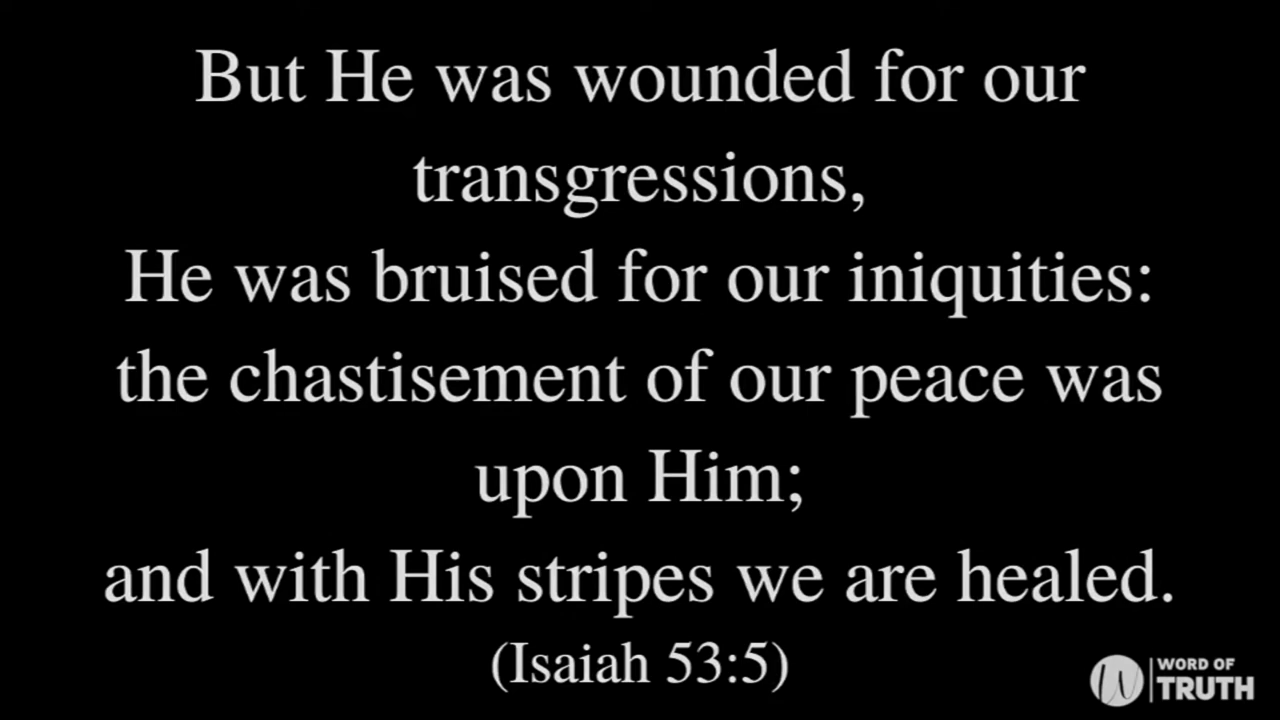 But He was wounded for our
transgressions,
He was bruised for our iniquities:
the chastisement of our peace was
upon Him;
and with His stripes we are healed.
(Isaiah 53:5)
WORD OF
TRUTH